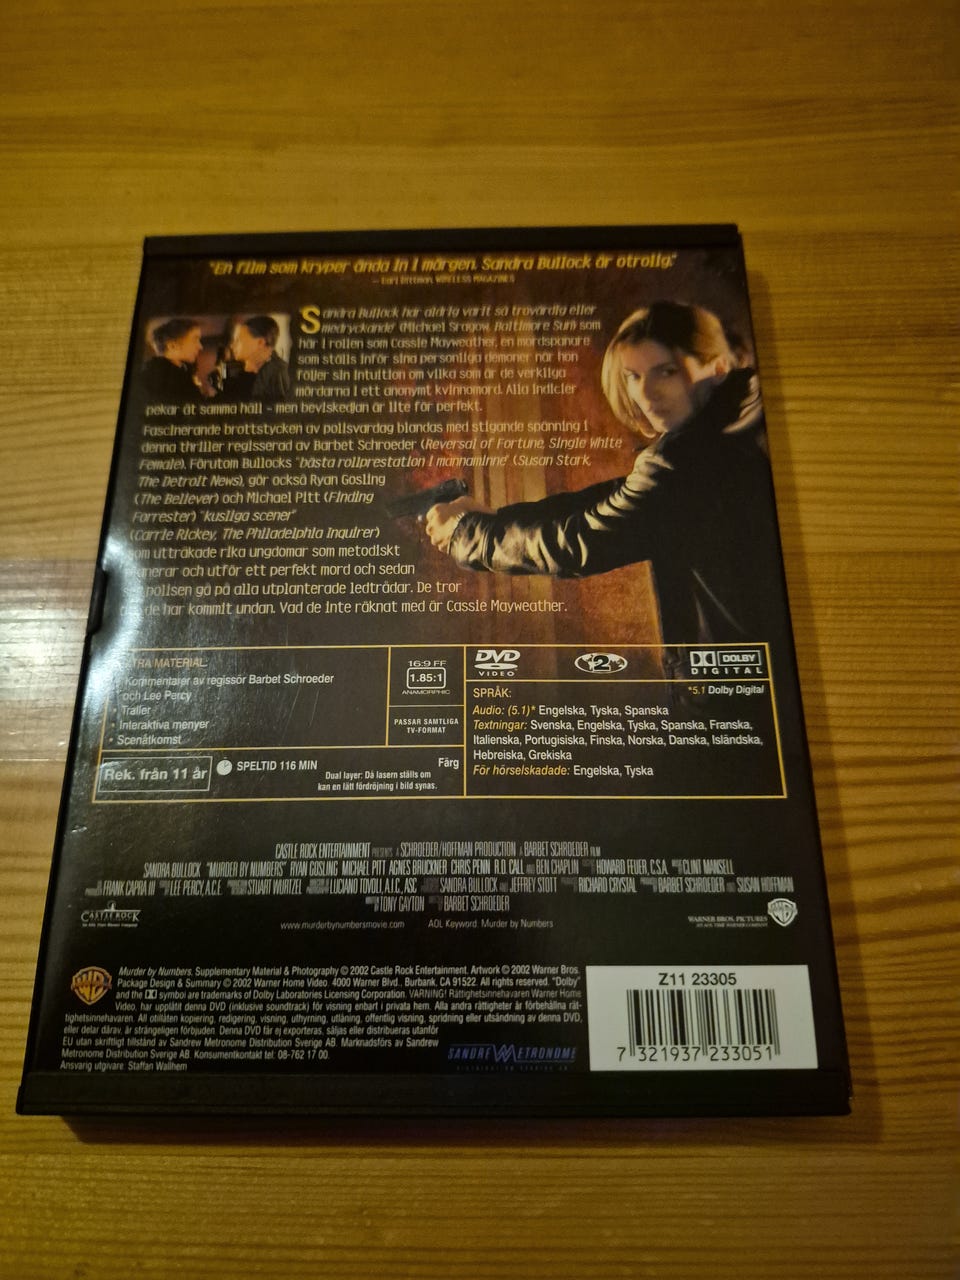 "En film som kryper ända in i märgen. Sandra Bullock är otrolig."
– Earl Dittman, WIRELESS MAGAZINES
Sandra Bullock har aldrig varit så trovärdig eller
medryckande' (Michael Sragow, Baltimore Sun) som
här i rollen som Cassie Mayweather, en mordspanare
som ställs inför sina personliga demoner när hon
följer sin intuition om vilka som är de verkliga
mördarna i ett anonymt kvinnomord. Alla indicier
pekar åt samma håll – men beviskedjan är lite för perfekt.
Fascinerande brottstycken av polisvardag blandas med stigande spänning i
denna thriller regisserad av Barbet Schroeder (Reversal of Fortune, Single White
Female). Förutom Bullocks "bästa rollprestation i mannaminne" (Susan Stark,
The Detroit News), gör också Ryan Gosling
(The Believer) och Michael Pitt (Finding
Forrester) "kusliga scener"
(Carrie Rickey, The Philadelphia Inquirer)
som uttråkade rika ungdomar som metodiskt
planerar och utför ett perfekt mord och sedan
polisen gå på alla utplanterade ledtrådar. De tror
de har kommit undan. Vad de inte räknat med är Cassie Mayweather.
TRA MATERIAL:
Kommentarer av regissör Barbet Schroeder
och Lee Percy
• Trailer
• Interaktiva menyer
• Scenåtkomst
16:9 FF
1.85:1
ANAMORPHIC
PASSAR SAMTLIGA
TV-FORMAT
Rek. från 11 år
SPELTID 116 MIN
Färg
Dual layer: Då lasern ställs om
kan en lätt fördröjning i bild synas.
DVD
VIDEO
2
DOLBY
DIGITAL
SPRÅK:
*5.1 Dolby Digital
Audio: (5.1)* Engelska, Tyska, Spanska
Textningar: Svenska, Engelska, Tyska, Spanska, Franska,
Italienska, Portugisiska, Finska, Norska, Danska, Isländska,
Hebreiska, Grekiska
För hörselskadade: Engelska, Tyska
CASTLE ROCK ENTERTAINMENT PRESENTS A SCHROEDER/HOFFMAN PRODUCTION A BARBET SCHROEDER FILM
SANDRA BULLOCK "MURDER BY NUMBERS" RYAN GOSLING MICHAEL PITT AGNES BRUCKNER CHRIS PENN R.D. CALL AND BEN CHAPLIN HOWARD FEUER, C.S.A. CLINT MANSELL
FRANK CAPRA III LEE PERCY, A.C.E. STUART WURTZEL LUCIANO TOVOLI, A.I.C., ASC SANDRA BULLOCK AND JEFFREY STOTT RICHARD CRYSTAL BARBET SCHROEDER AND SUSAN HOFFMAN
TONY GAYTON BARBET SCHROEDER
CASTLE ROCK
www.murderbynumbersmovie.com AOL Keyword: Murder by Numbers
WARNER BROS. PICTURES
AN AOL TIME WARNER COMPANY
Murder by Numbers, Supplementary Material & Photography © 2002 Castle Rock Entertainment. Artwork © 2002 Warner Bros.
Package Design & Summary © 2002 Warner Home Video. 4000 Warner Blvd., Burbank, CA 91522. All rights reserved. "Dolby"
and the DD symbol are trademarks of Dolby Laboratories Licensing Corporation. VARNING! Rättighetsinnehavaren Warner Home
Video, har upplåtit denna DVD (inklusive soundtrack) för visning enbart i privata hem. Alla andra rättigheter är förbehållna rät-
tighetsinnehavaren. All otillåten kopiering, redigering, visning, uthyrning, utlåning, offentlig visning, spridning eller utsändning av denna DVD,
eller delar därav, är strängeligen förbjuden. Denna DVD får ej exporteras, säljas eller distribueras utanför
EU utan skriftligt tillstånd av Sandrew Metronome Distribution Sverige AB. Marknadsförs av Sandrew
Metronome Distribution Sverige AB. Konsumentkontakt tel: 08-762 17 00.
Ansvarig utgivare: Staffan Wallhem
SANDREW METRONOME
DISTRIBUTION SVERIGE AB
Z11 23305
7 321937 233051